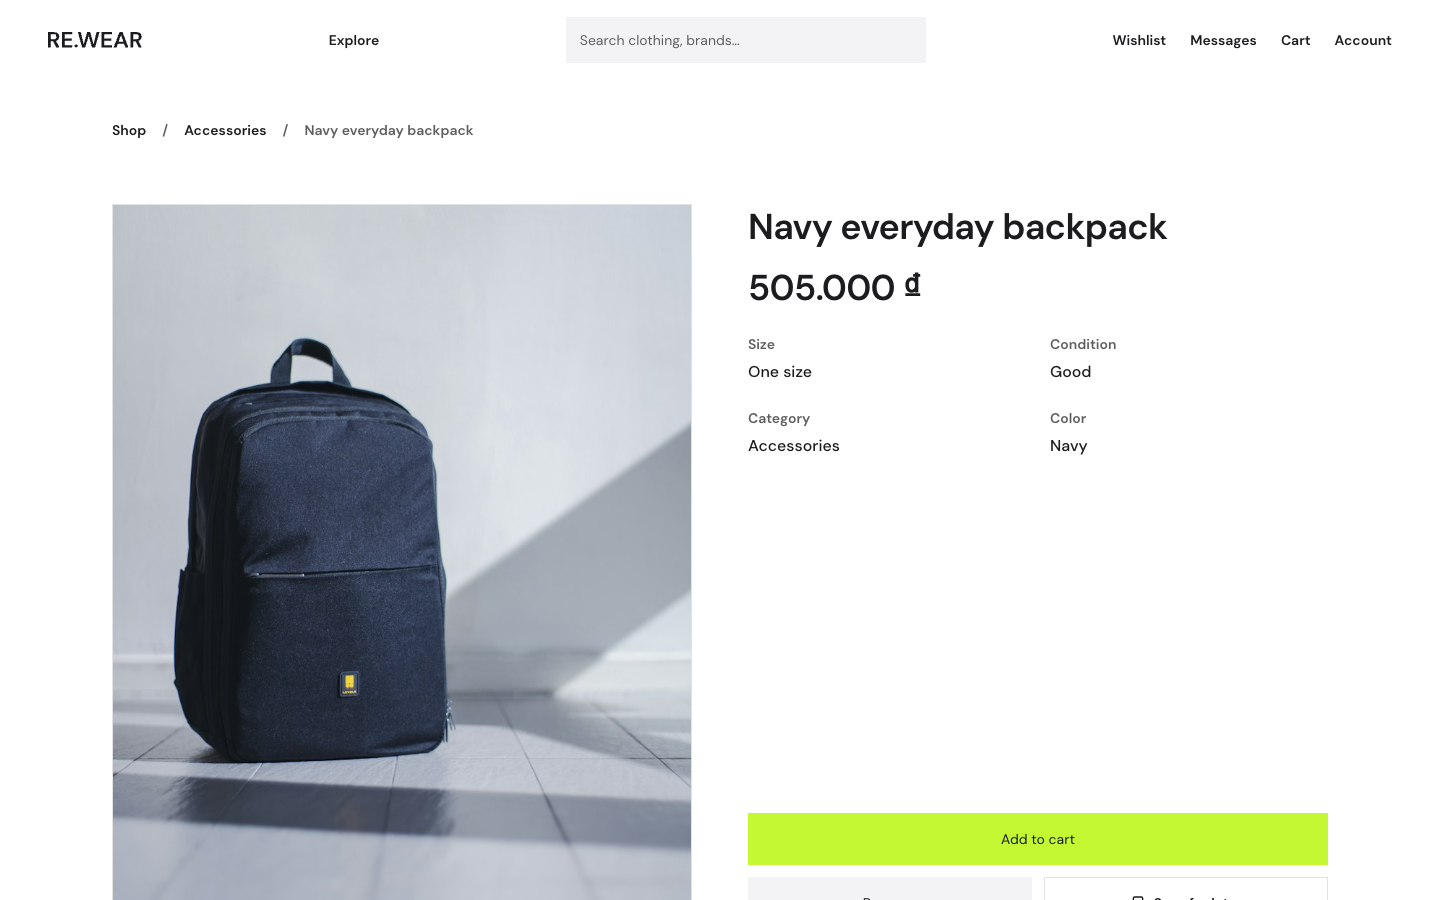 RE.WEAR
Explore
Search clothing, brands…
Wishlist
Messages
Cart
Account
Shop / Accessories / Navy everyday backpack
Navy everyday backpack
505.000 ₫
Size
One size
Condition
Good
Category
Accessories
Color
Navy
Add to cart